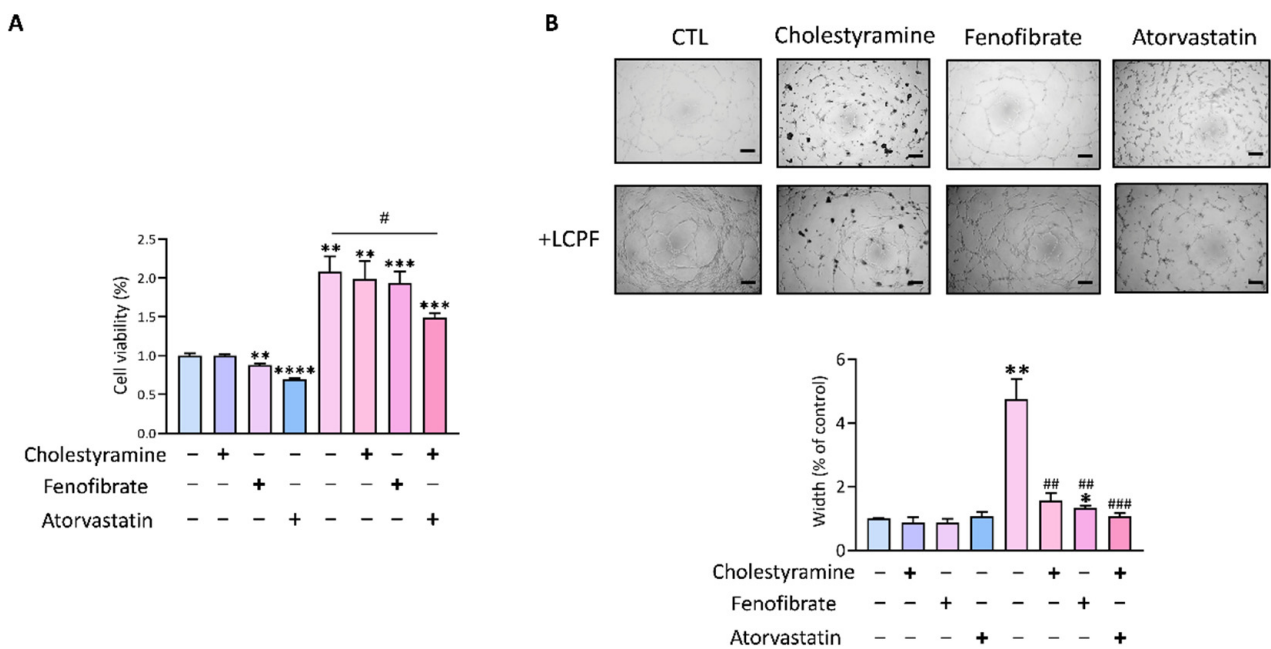 A
Cell viability (%)
2.5
2.0
1.5
1.0
0.5
0.0
#
** **** ** ** *** ***
Cholestyramine − + − − − + − +
Fenofibrate − − + − − − + −
Atorvastatin − − − + − − − +
B
CTL Cholestyramine Fenofibrate Atorvastatin
+LCPF
Width (% of control)
6
4
2
0
** ## ## * ###
Cholestyramine − + − − − + − +
Fenofibrate − − + − − − + −
Atorvastatin − − − + − − − +